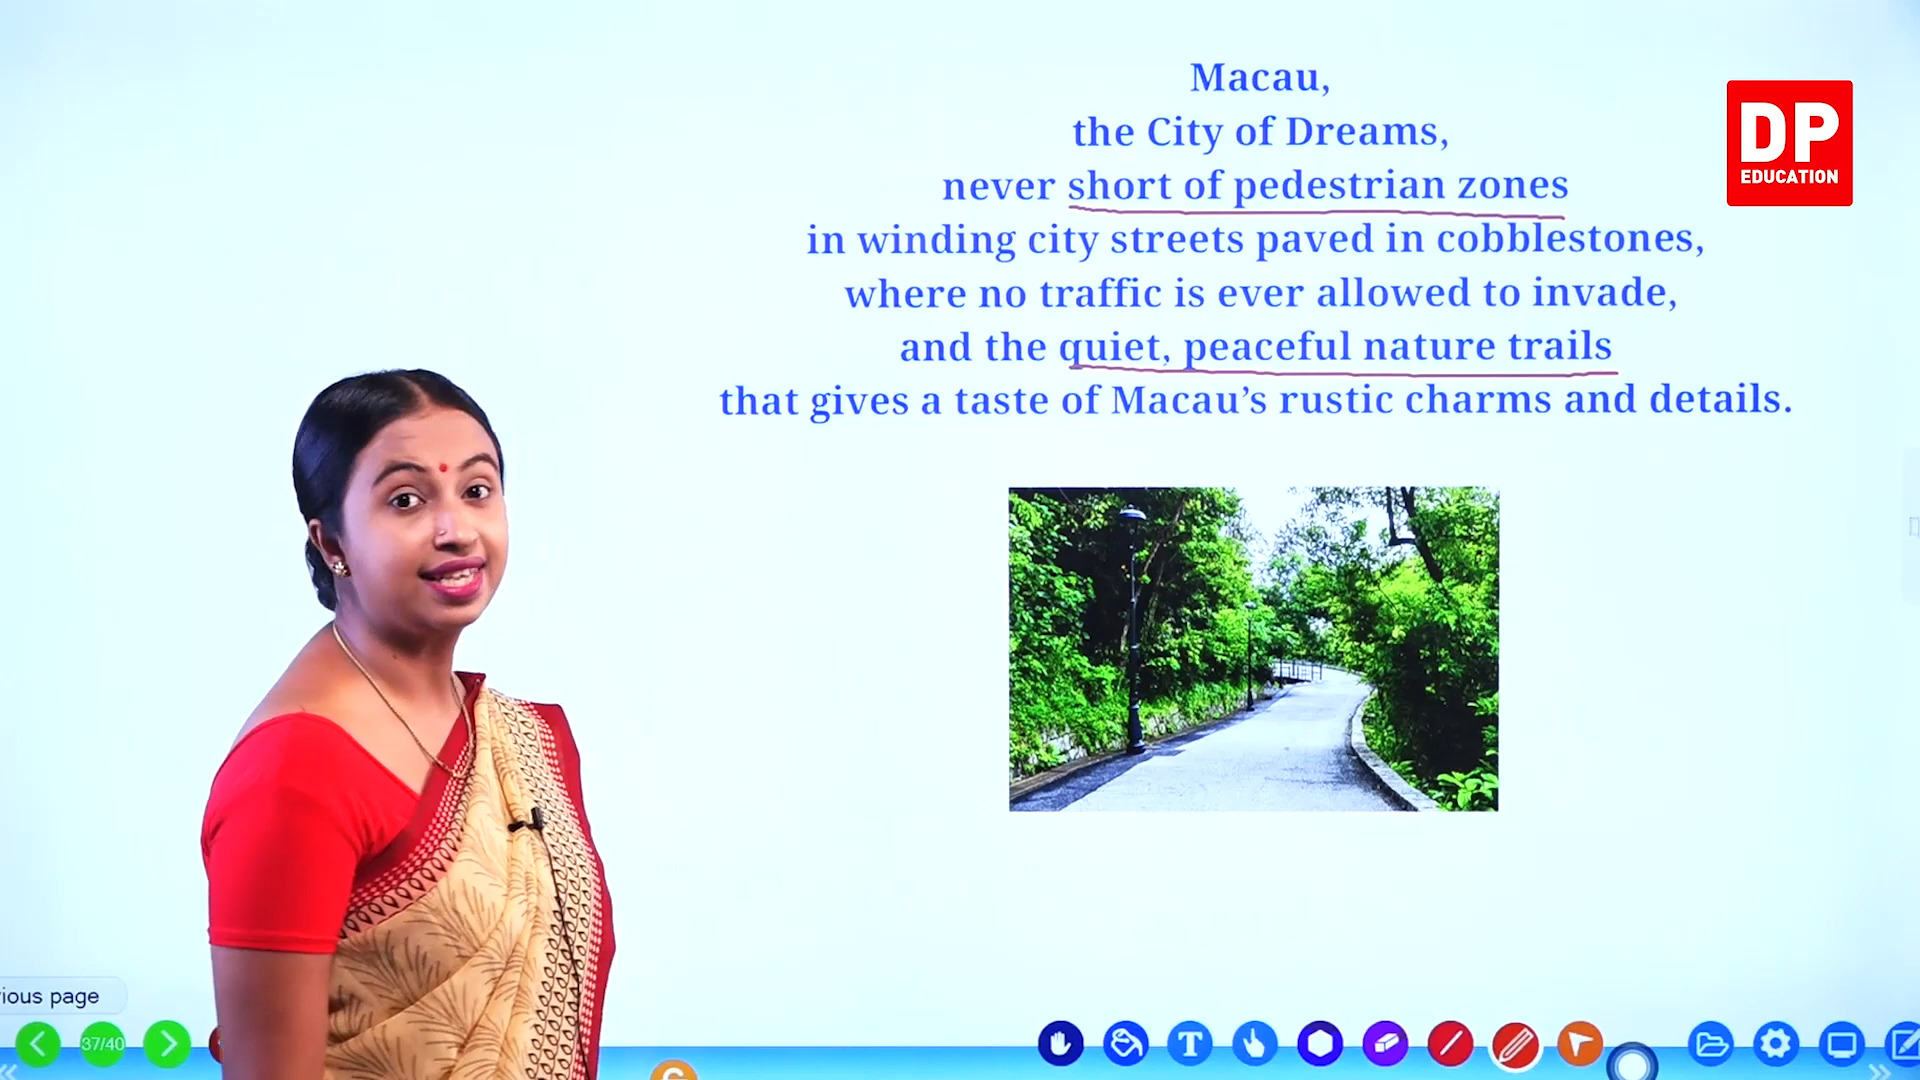 Macau,
the City of Dreams,
never short of pedestrian zones
in winding city streets paved in cobblestones,
where no traffic is ever allowed to invade,
and the quiet, peaceful nature trails
that gives a taste of Macau’s rustic charms and details.
DP
EDUCATION
ious page
37/40
T